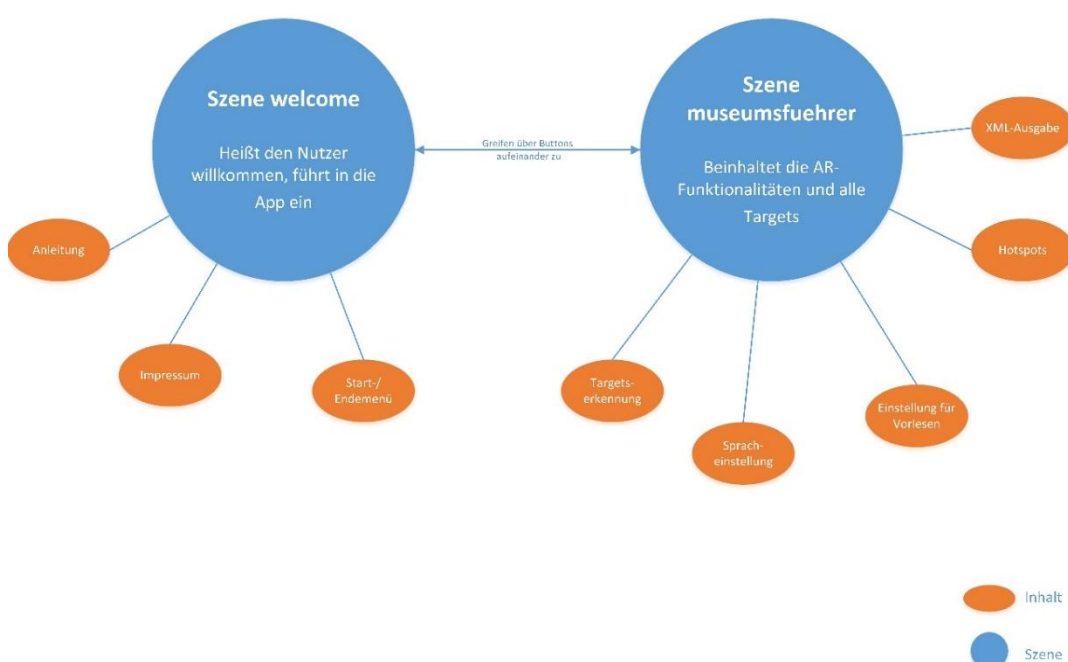 Szene welcome
Heißt den Nutzer
willkommen, führt in die
App ein
Greifen über Buttons
aufeinander zu
Szene
museumsfuehrer
Beinhaltet die AR-
Funktionalitäten und alle
Targets
XML-Ausgabe
Hotspots
Anleitung
Impressum
Start-/
Endemenü
Targets-
erkennung
Sprach-
einstellung
Einstellung für
Vorlesen
Inhalt
Szene